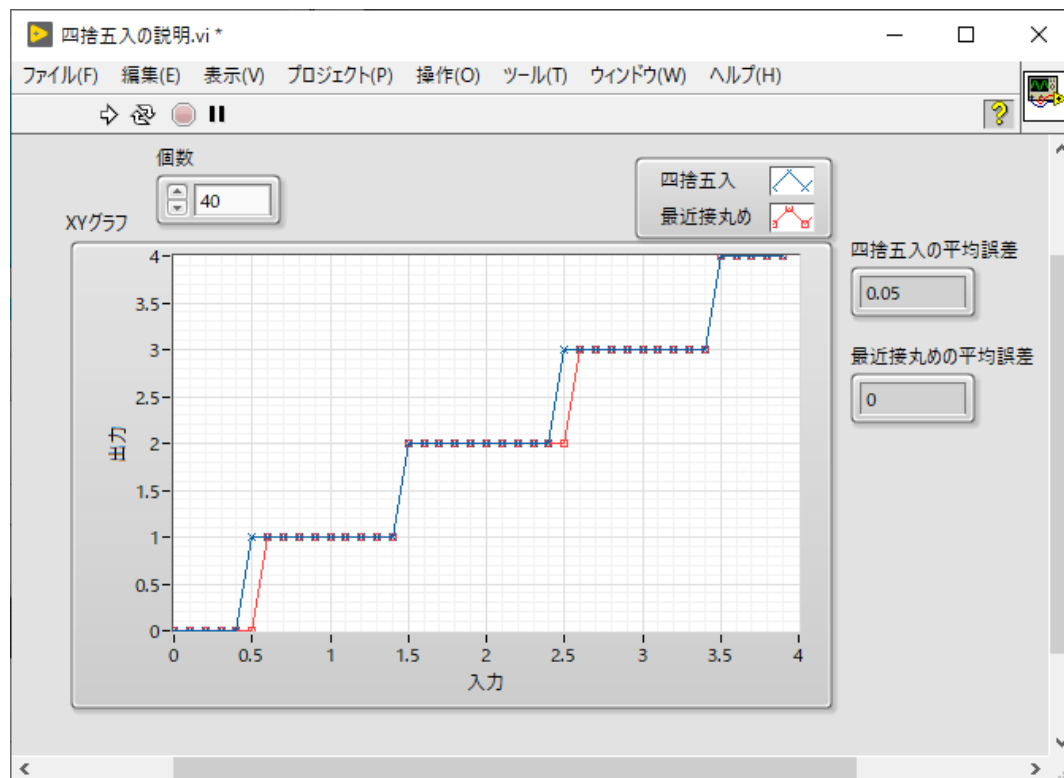 四捨五入の説明.vi *
ファイル(F) 編集(E) 表示(V) プロジェクト(P) 操作(O) ツール(T) ウィンドウ(W) ヘルプ(H)
個数
40
XYグラフ
四捨五入
最近接丸め
四捨五入の平均誤差
0.05
最近接丸めの平均誤差
0
出力
4
3.5
3
2.5
2
1.5
1
0.5
0
0 0.5 1 1.5 2 2.5 3 3.5 4
入力